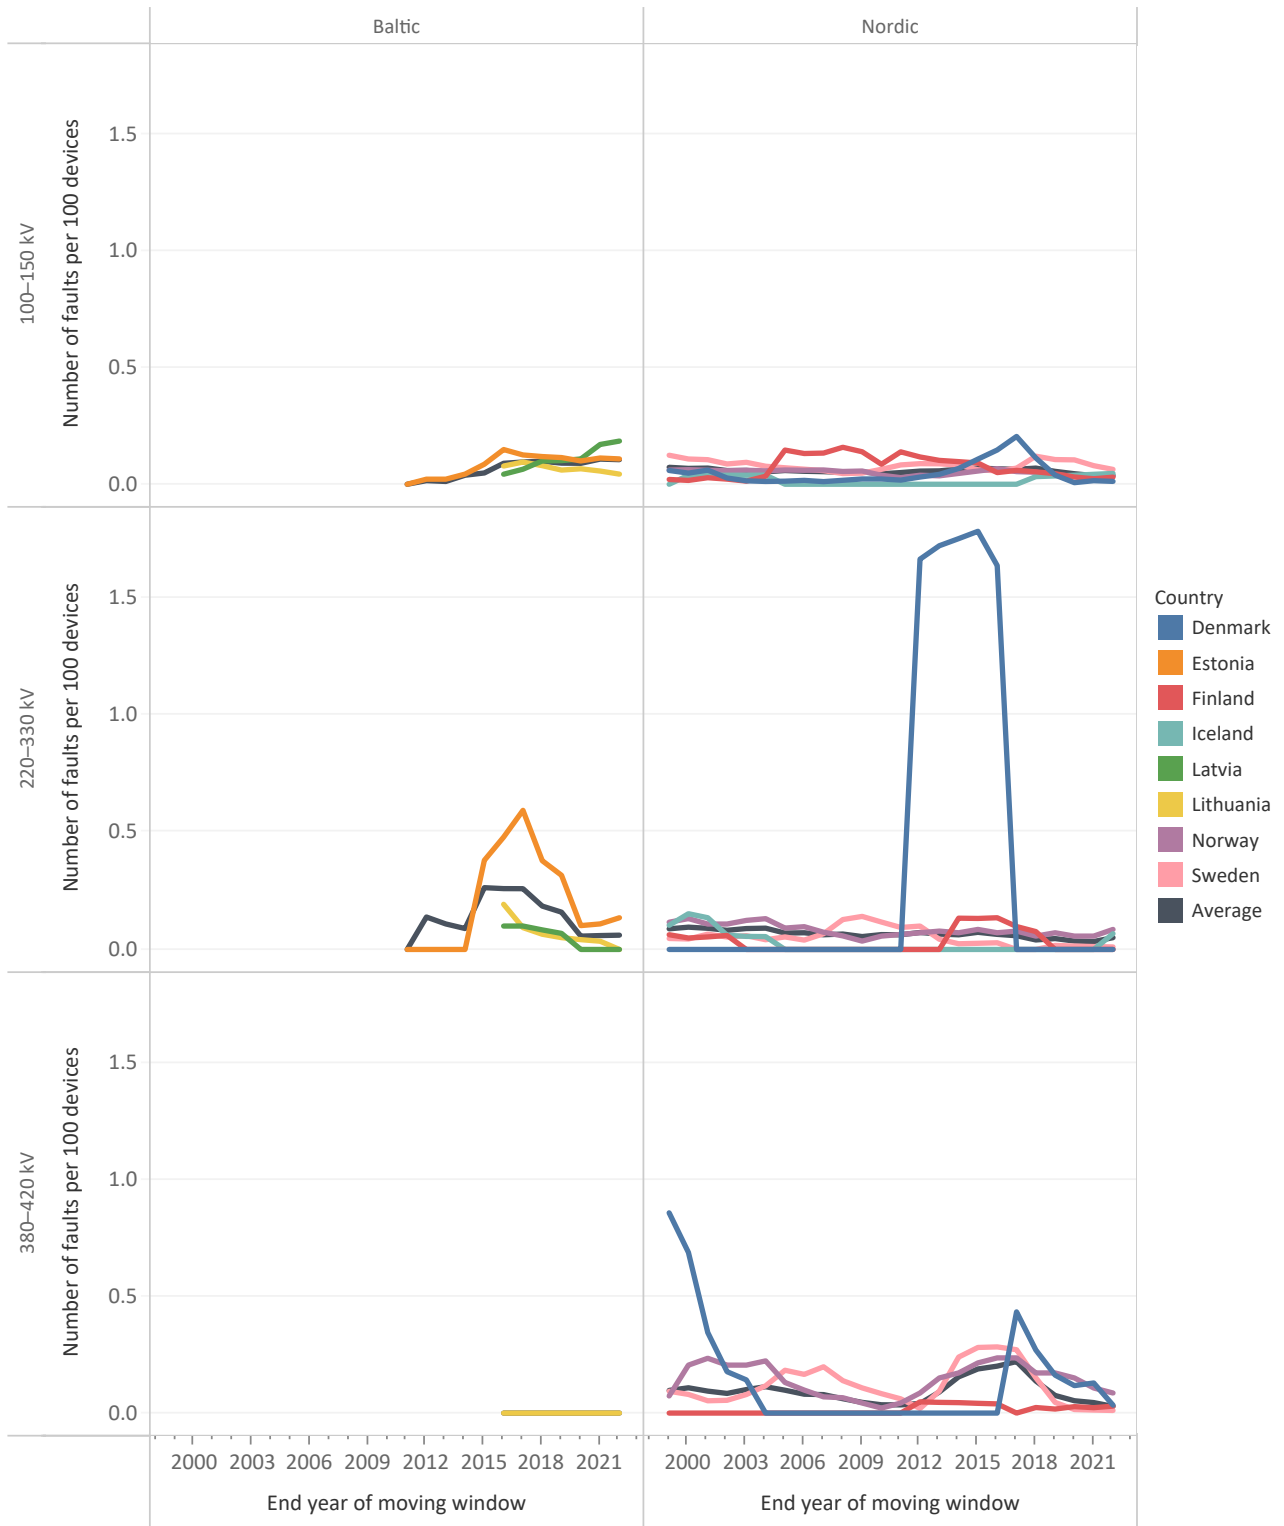 Baltic
Nordic
100–150 kV
Number of faults per 100 devices
1.5
1.0
0.5
0.0
220–330 kV
Number of faults per 100 devices
1.5
1.0
0.5
0.0
380–420 kV
Number of faults per 100 devices
1.5
1.0
0.5
0.0
2000 2003 2006 2009 2012 2015 2018 2021
2000 2003 2006 2009 2012 2015 2018 2021
End year of moving window
End year of moving window
Country
Denmark
Estonia
Finland
Iceland
Latvia
Lithuania
Norway
Sweden
Average